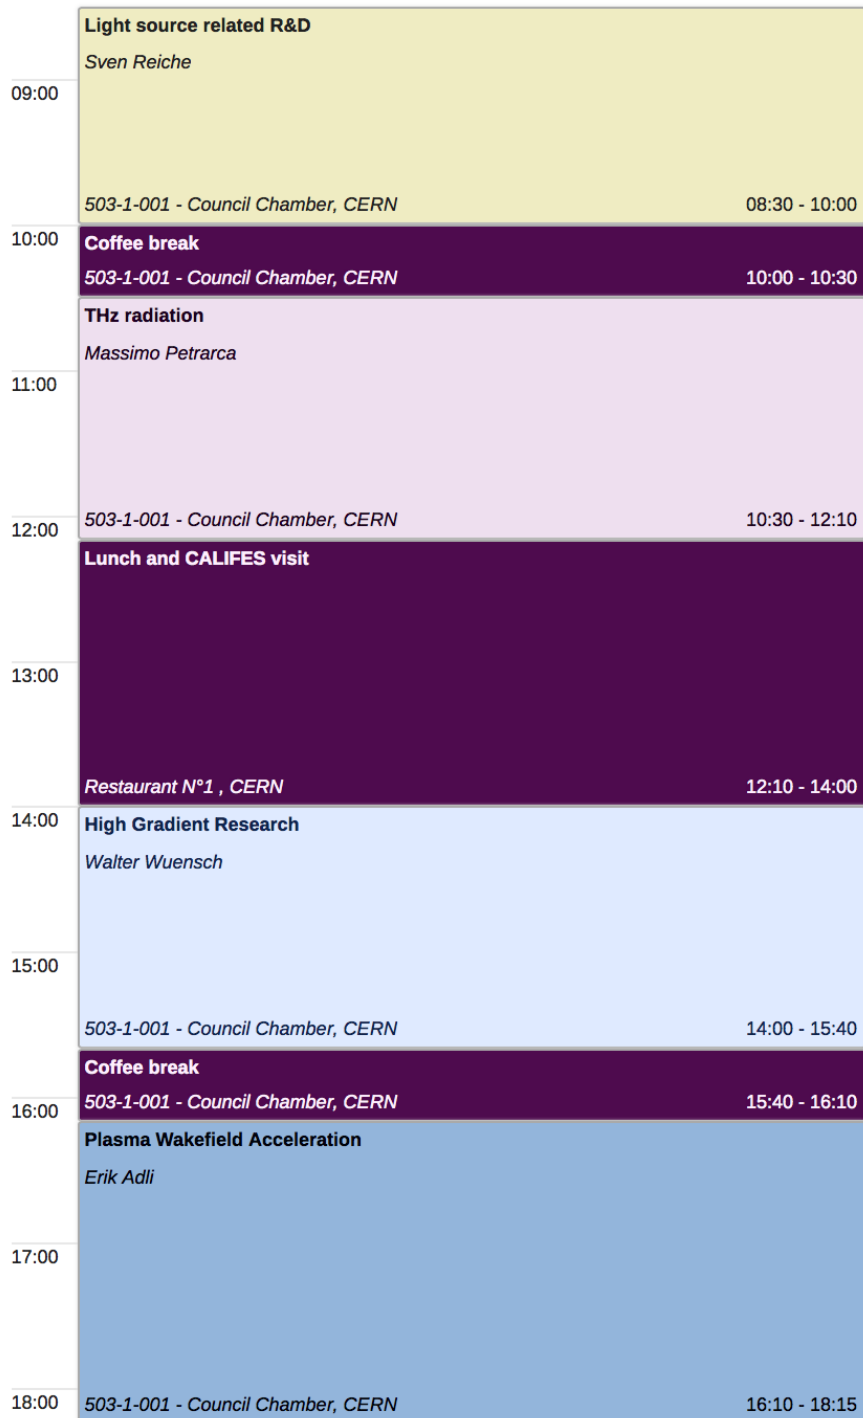 Light source related R&D
Sven Reiche
09:00
503-1-001 - Council Chamber, CERN 08:30 - 10:00
10:00 Coffee break
503-1-001 - Council Chamber, CERN 10:00 - 10:30
THz radiation
Massimo Petrarca
11:00
503-1-001 - Council Chamber, CERN 10:30 - 12:10
12:00
Lunch and CALIFES visit
13:00
Restaurant N°1 , CERN 12:10 - 14:00
14:00 High Gradient Research
Walter Wuensch
15:00
503-1-001 - Council Chamber, CERN 14:00 - 15:40
Coffee break
16:00 503-1-001 - Council Chamber, CERN 15:40 - 16:10
Plasma Wakefield Acceleration
Erik Adli
17:00
18:00 503-1-001 - Council Chamber, CERN 16:10 - 18:15